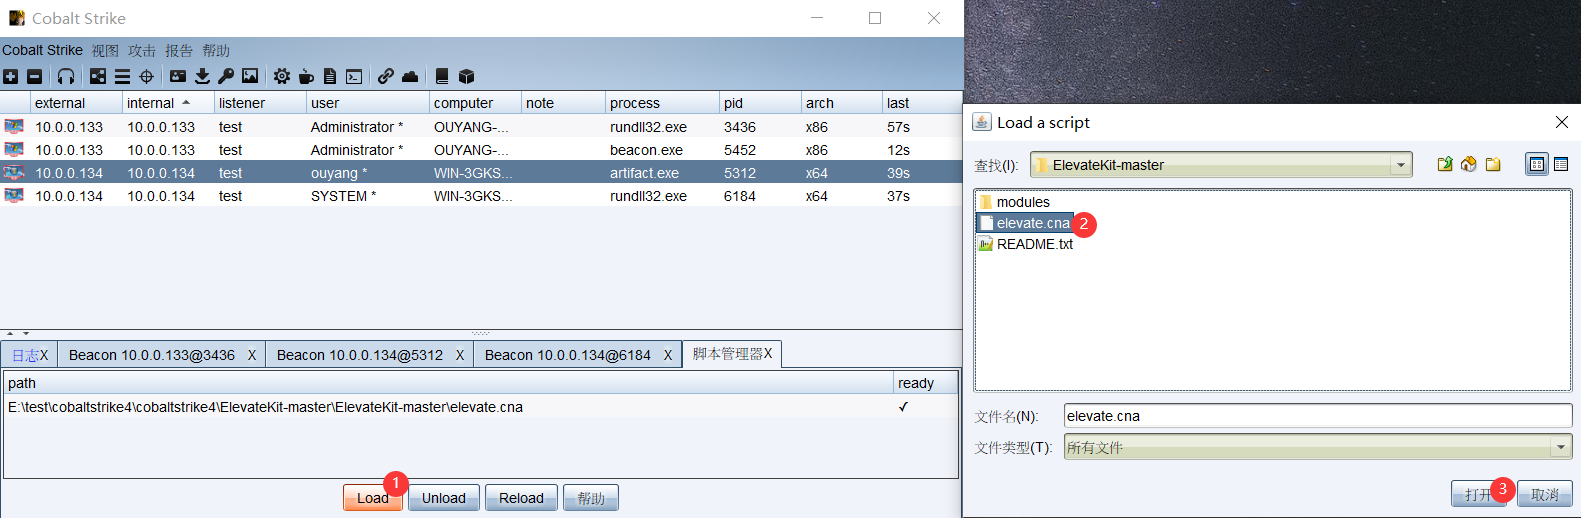 Cobalt Strike
Cobalt Strike 视图 攻击 报告 帮助
external internal listener user computer note process pid arch last
10.0.0.133 10.0.0.133 test Administrator * OUYANG-... rundll32.exe 3436 x86 57s
10.0.0.133 10.0.0.133 test Administrator * OUYANG-... beacon.exe 5452 x86 12s
10.0.0.134 10.0.0.134 test ouyang * WIN-3GKS... artifact.exe 5312 x64 39s
10.0.0.134 10.0.0.134 test SYSTEM * WIN-3GKS... rundll32.exe 6184 x64 37s
日志X Beacon 10.0.0.133@3436 X Beacon 10.0.0.134@5312 X Beacon 10.0.0.134@6184 X 脚本管理器X
path ready
E:\test\cobaltstrike4\cobaltstrike4\ElevateKit-master\ElevateKit-master\elevate.cna ✓
Load 1 Unload Reload 帮助
Load a script
查找(I): ElevateKit-master
modules
elevate.cna 2
README.txt
文件名(N): elevate.cna
文件类型(T): 所有文件
打开 3 取消